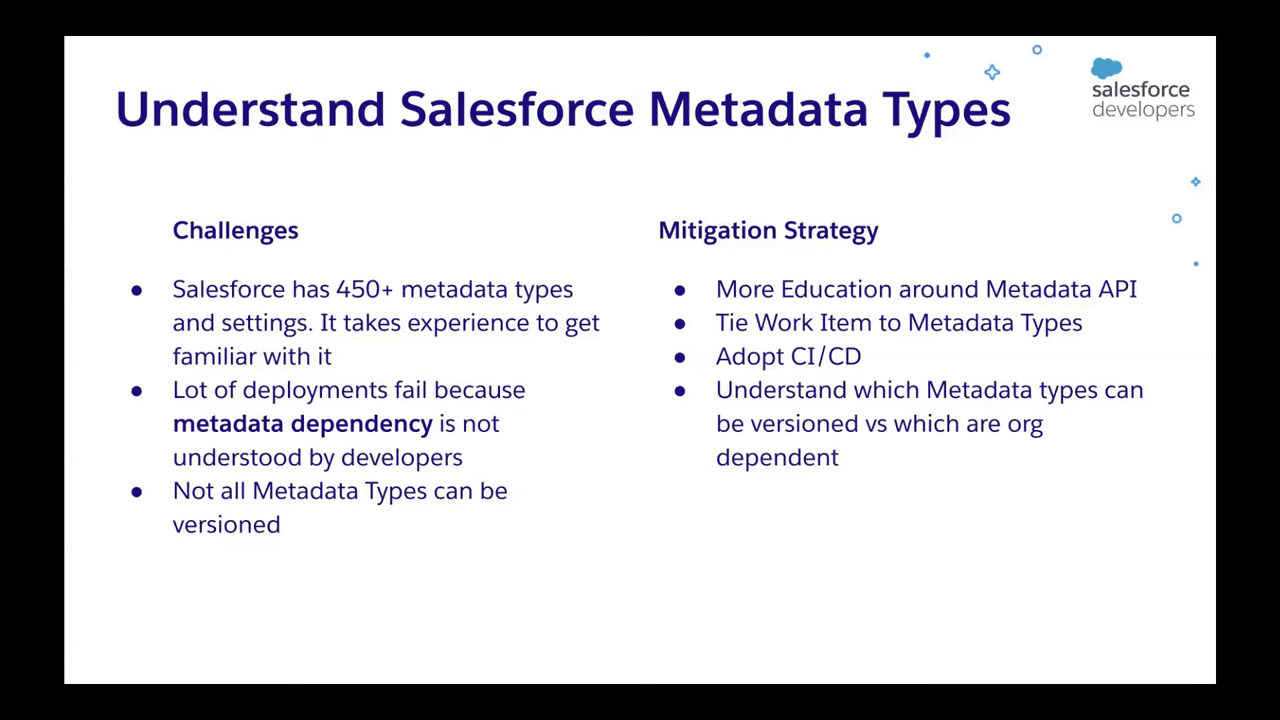 Understand Salesforce Metadata Types
salesforce
developers
Challenges
● Salesforce has 450+ metadata types
and settings. It takes experience to get
familiar with it
● Lot of deployments fail because
metadata dependency is not
understood by developers
● Not all Metadata Types can be
versioned
Mitigation Strategy
● More Education around Metadata API
● Tie Work Item to Metadata Types
● Adopt CI/CD
● Understand which Metadata types can
be versioned vs which are org
dependent